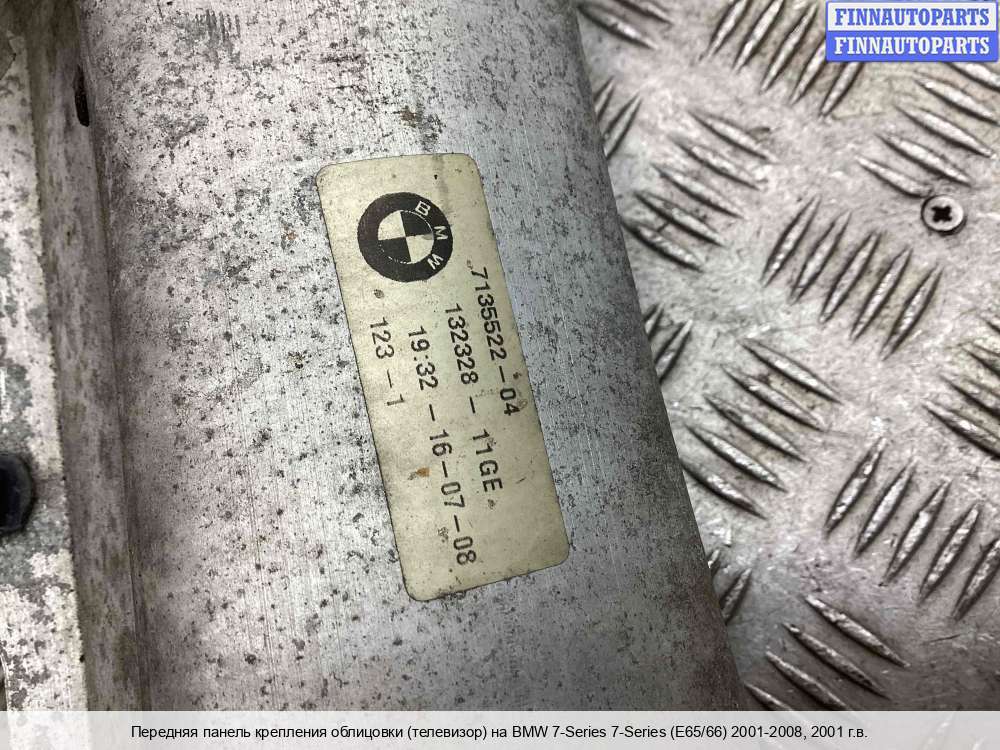 FINNAUTOPARTS
FINNAUTOPARTS
BMW
7135522-04
132328 - 11GE
19:32 - 16-07-08
123 - 1
Передняя панель крепления облицовки (телевизор) на BMW 7-Series 7-Series (E65/66) 2001-2008, 2001 г.в.